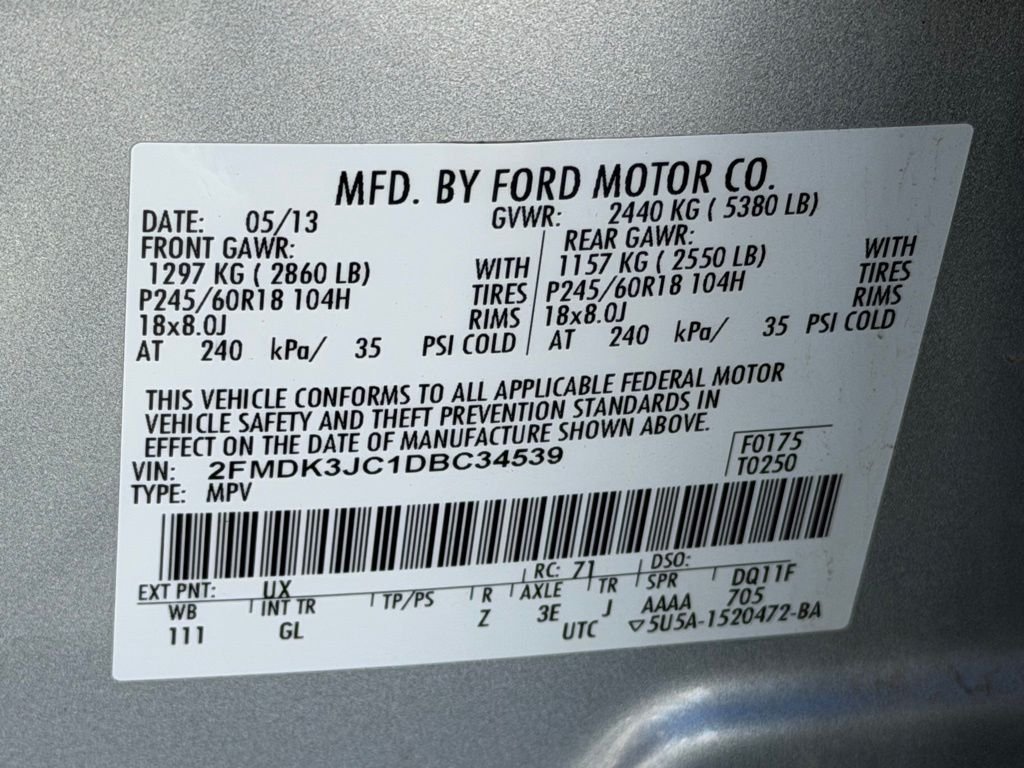 MFD. BY FORD MOTOR CO.
DATE: 05/13 GVWR: 2440 KG ( 5380 LB)
FRONT GAWR: REAR GAWR:
1297 KG ( 2860 LB) WITH 1157 KG ( 2550 LB) WITH
P245/60R18 104H TIRES P245/60R18 104H TIRES
18x8.0J RIMS 18x8.0J RIMS
AT 240 kPa/ 35 PSI COLD AT 240 kPa/ 35 PSI COLD
THIS VEHICLE CONFORMS TO ALL APPLICABLE FEDERAL MOTOR
VEHICLE SAFETY AND THEFT PREVENTION STANDARDS IN
EFFECT ON THE DATE OF MANUFACTURE SHOWN ABOVE.
VIN: 2FMDK3JC1DBC34539 F0175
TYPE: MPV T0250
EXT PNT: UX RC: 71 DSO:
WB INT TR TP/PS R AXLE TR SPR DQ11F
111 GL Z 3E J AAAA 705
UTC ▽5U5A-1520472-BA